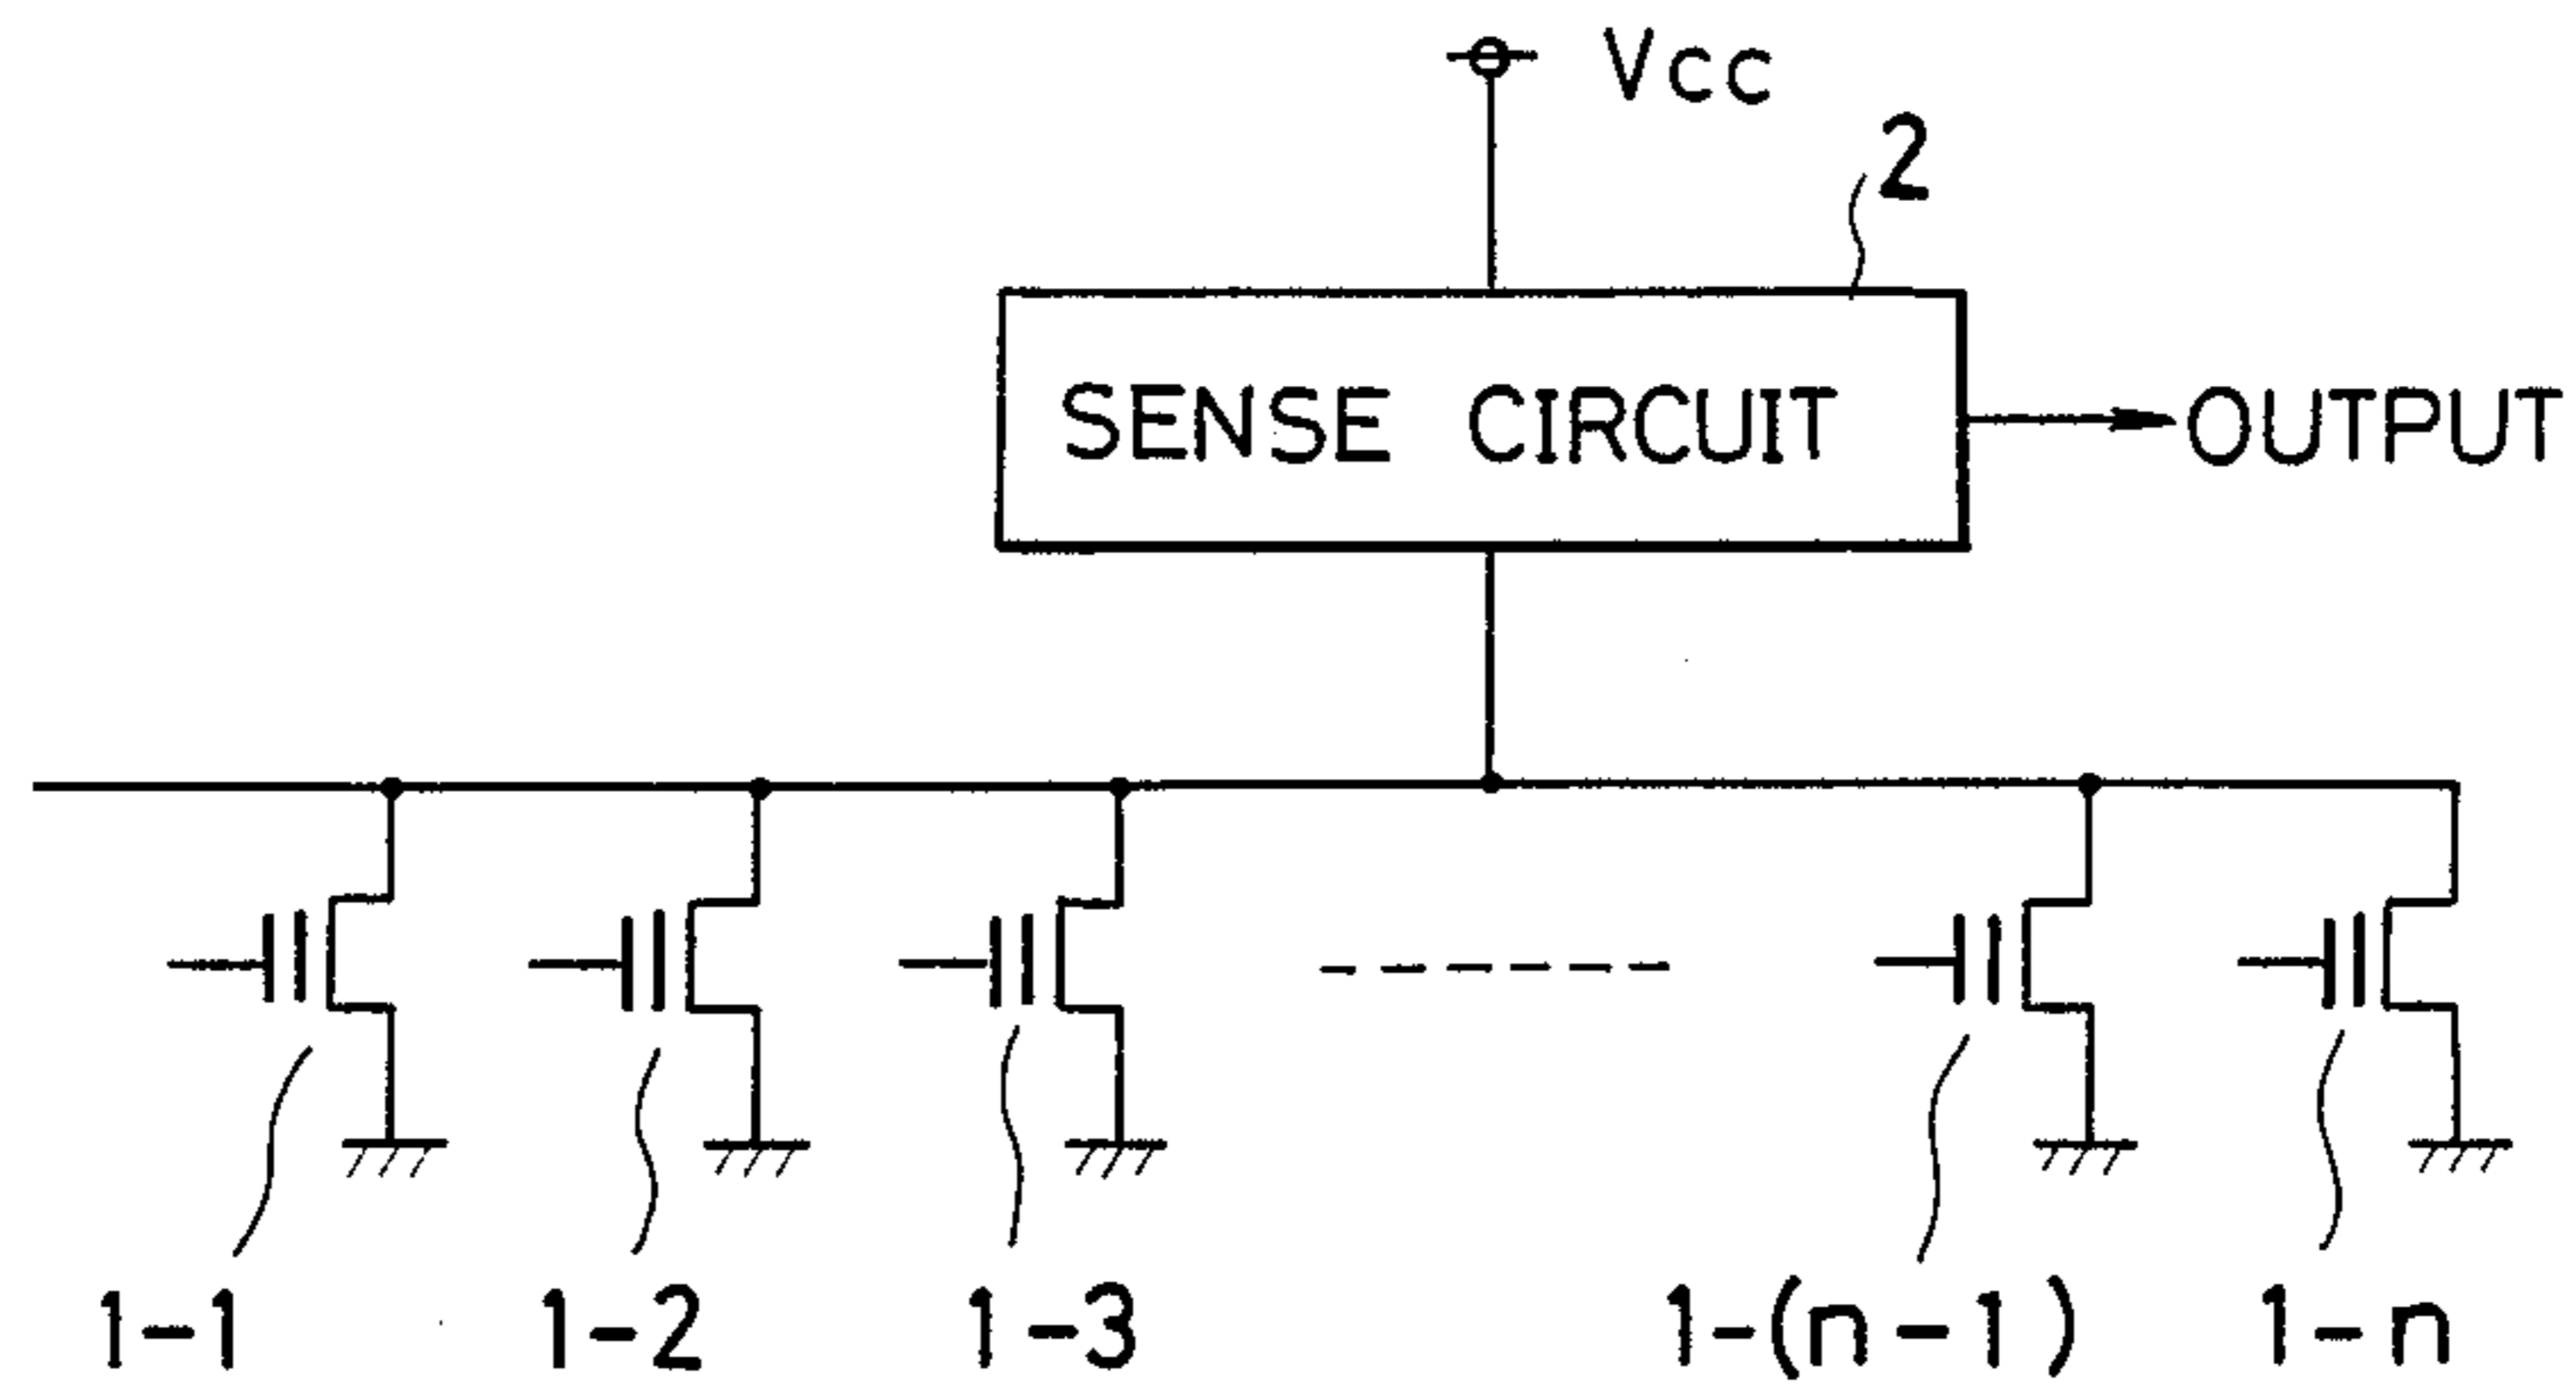 Vcc
2
SENSE CIRCUIT
OUTPUT
1-1
1-2
1-3
1-(n-1)
1-n